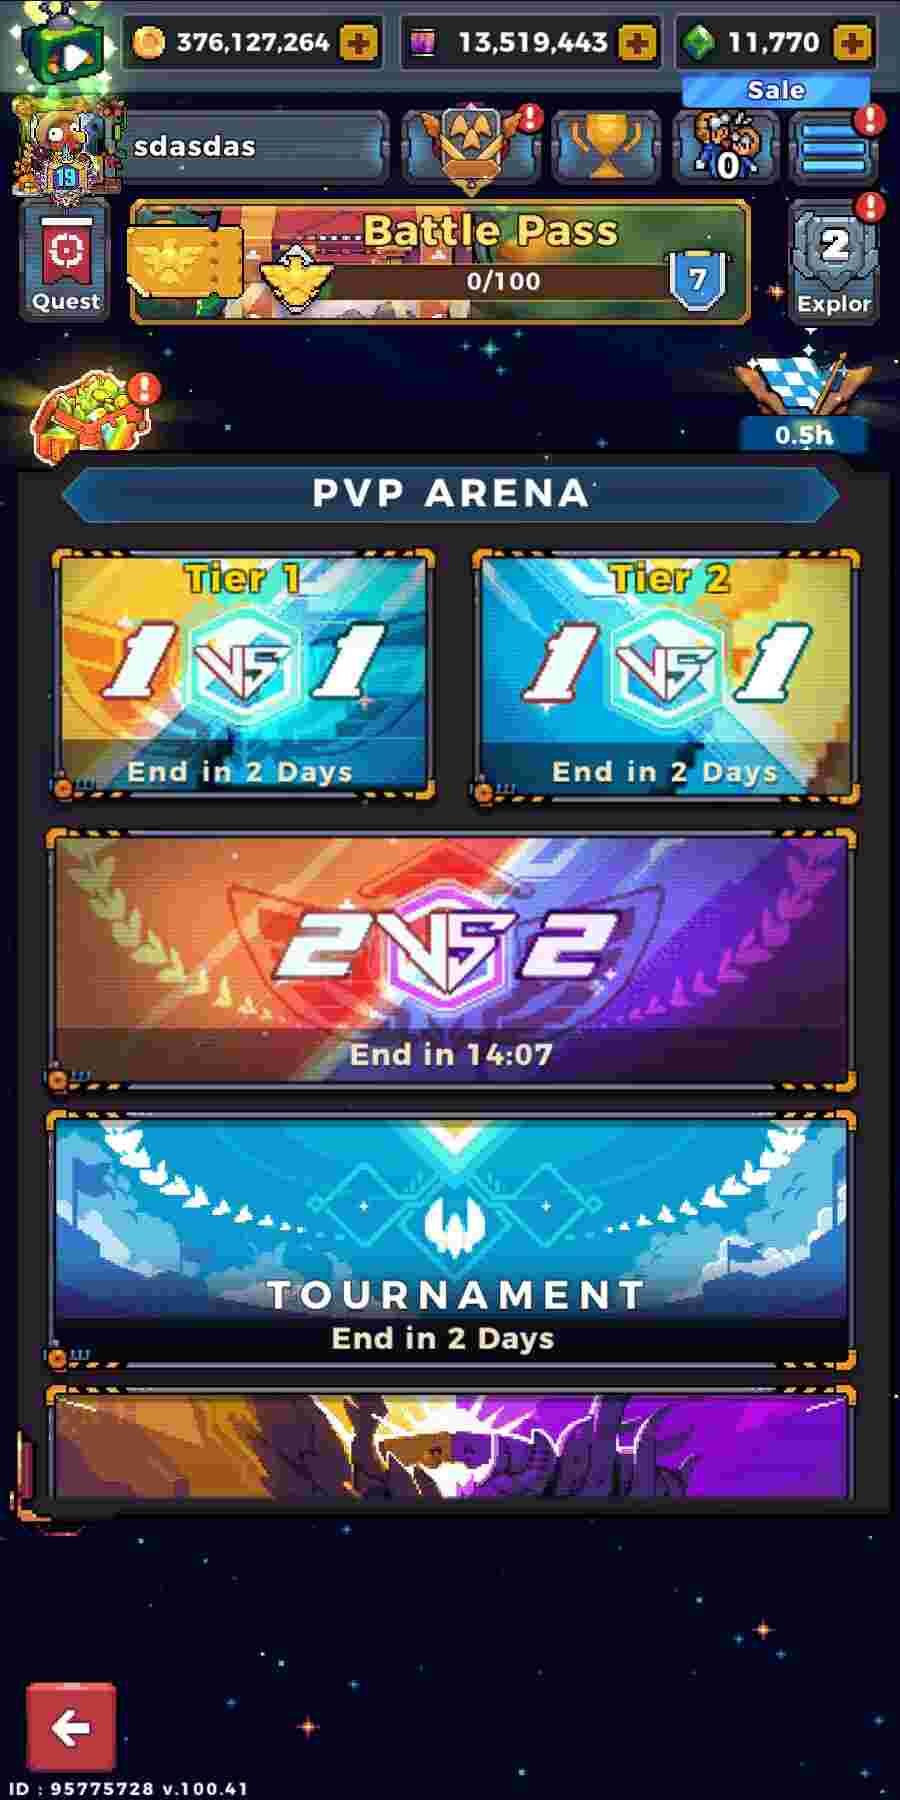 376,127,264
13,519,443
11,770
Sale
sdasdas
19
0
Quest
Battle Pass
0/100
7
2
Explor
0.5h
PVP ARENA
Tier 1
1 VS 1
End in 2 Days
Tier 2
1 VS 1
End in 2 Days
2 VS 2
End in 14:07
TOURNAMENT
End in 2 Days
ID : 95775728 v.100.41